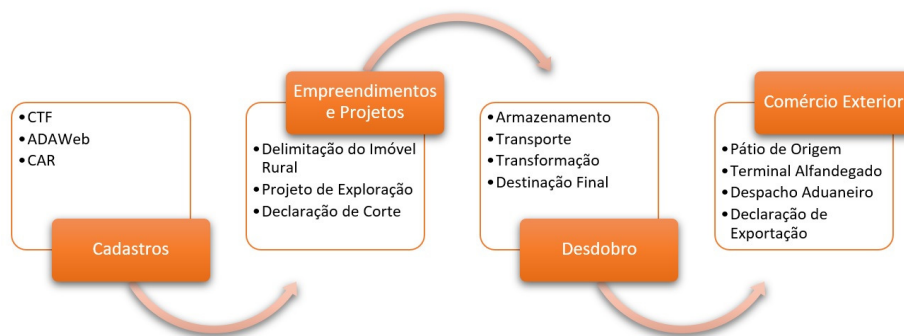 • CTF
• ADAWeb
• CAR
Cadastros
Empreendimentos
e Projetos
• Delimitação do Imóvel
Rural
• Projeto de Exploração
• Declaração de Corte
• Armazenamento
• Transporte
• Transformação
• Destinação Final
Desdobro
Comércio Exterior
• Pátio de Origem
• Terminal Alfandegado
• Despacho Aduaneiro
• Declaração de
Exportação